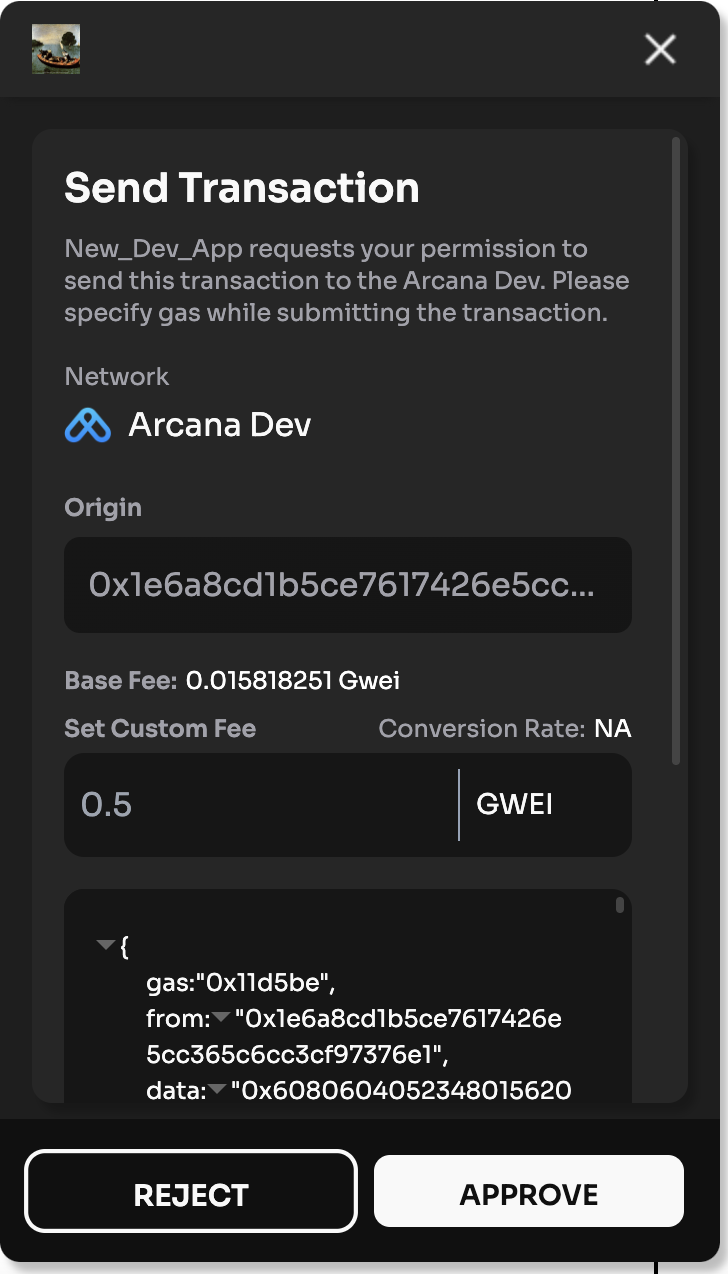 Send Transaction
New_Dev_App requests your permission to
send this transaction to the Arcana Dev. Please
specify gas while submitting the transaction.
Network
Arcana Dev
Origin
0x1e6a8cd1b5ce7617426e5cc...
Base Fee: 0.015818251 Gwei
Set Custom Fee Conversion Rate: NA
0.5 GWEI
{
gas:"0x11d5be",
from: "0x1e6a8cd1b5ce7617426e
5cc365c6cc3cf97376e1",
data: "0x6080604052348015620
REJECT APPROVE